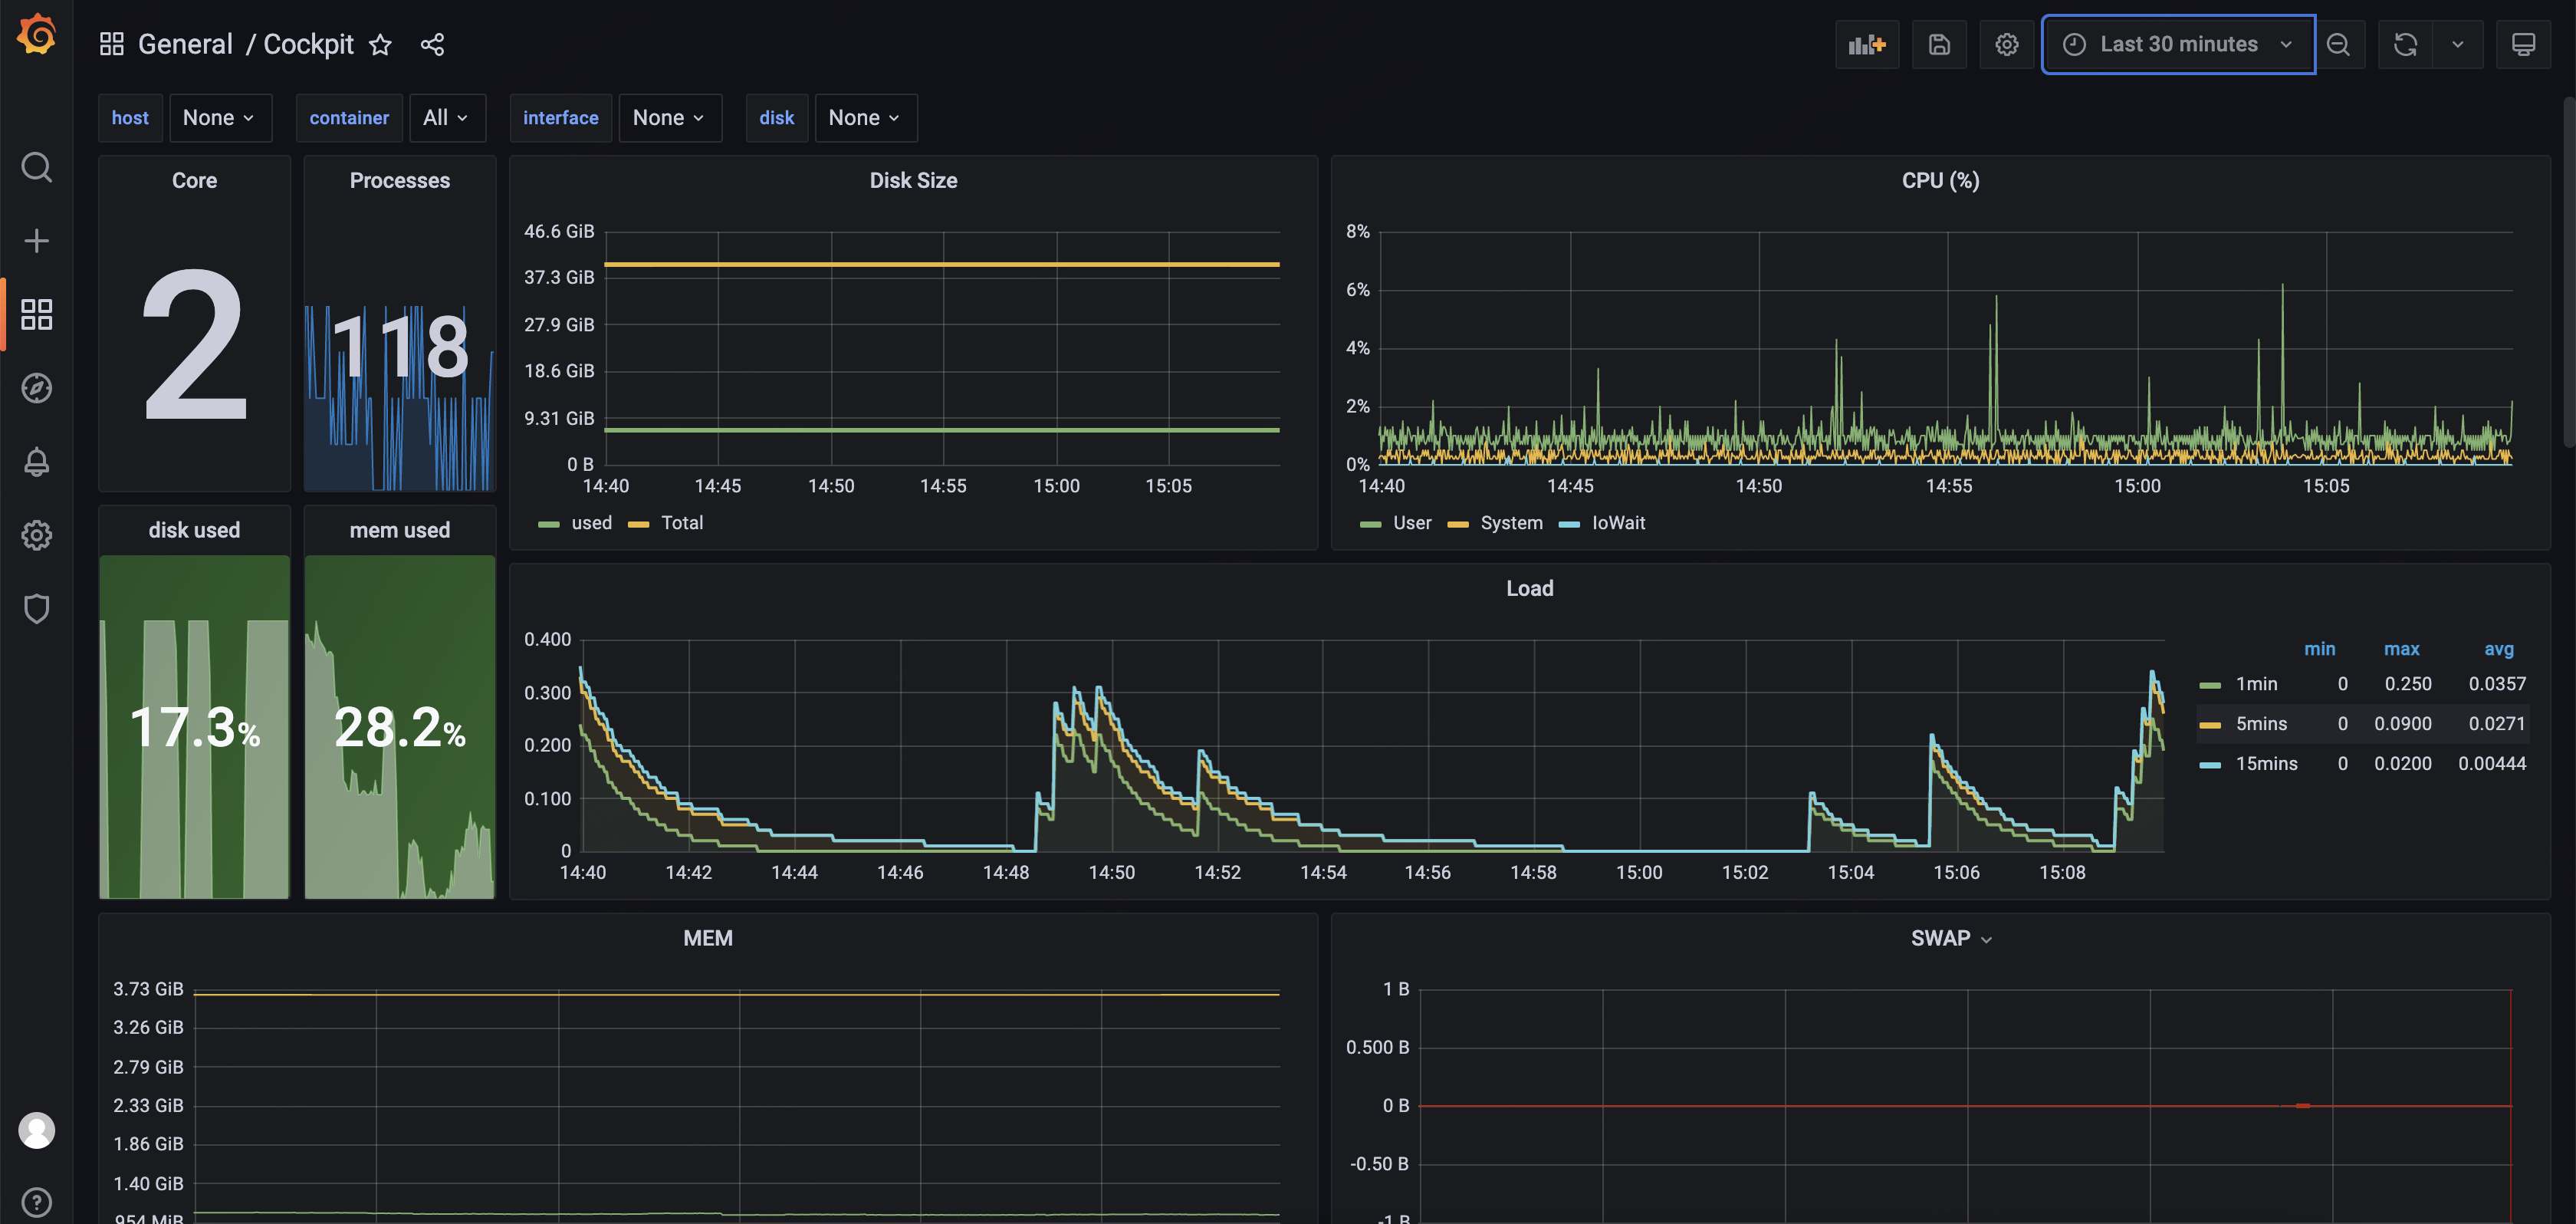 General / Cockpit
Last 30 minutes
host None container All interface None disk None
Core
2
Processes
118
Disk Size
46.6 GiB
37.3 GiB
27.9 GiB
18.6 GiB
9.31 GiB
0 B
14:40 14:45 14:50 14:55 15:00 15:05
used Total
CPU (%)
8%
6%
4%
2%
0%
14:40 14:45 14:50 14:55 15:00 15:05
User System IoWait
disk used
17.3%
mem used
28.2%
Load
0.400
0.300
0.200
0.100
0
14:40 14:42 14:44 14:46 14:48 14:50 14:52 14:54 14:56 14:58 15:00 15:02 15:04 15:06 15:08
min max avg
1min 0 0.250 0.0357
5mins 0 0.0900 0.0271
15mins 0 0.0200 0.00444
MEM
3.73 GiB
3.26 GiB
2.79 GiB
2.33 GiB
1.86 GiB
1.40 GiB
954 MiB
SWAP
1 B
0.500 B
0 B
-0.50 B
-1 B